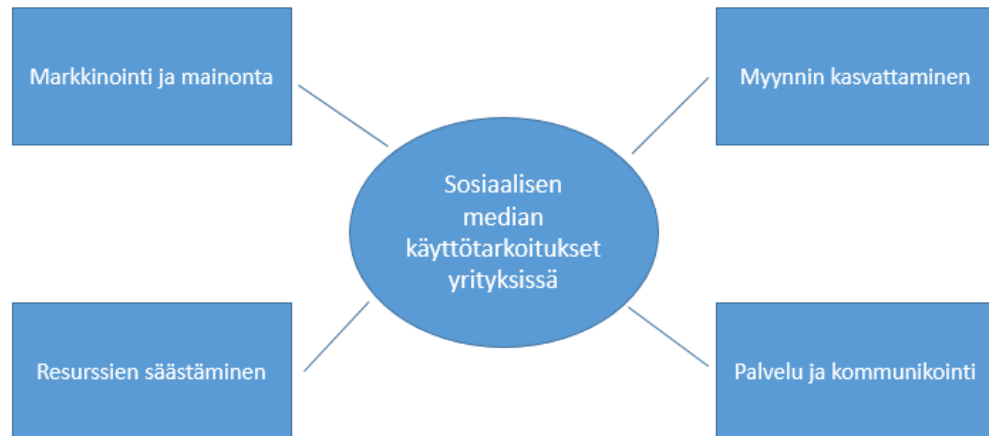 Markkinointi ja mainonta
Myynnin kasvattaminen
Sosiaalisen
median
käyttötarkoitukset
yrityksissä
Resurssien säästäminen
Palvelu ja kommunikointi